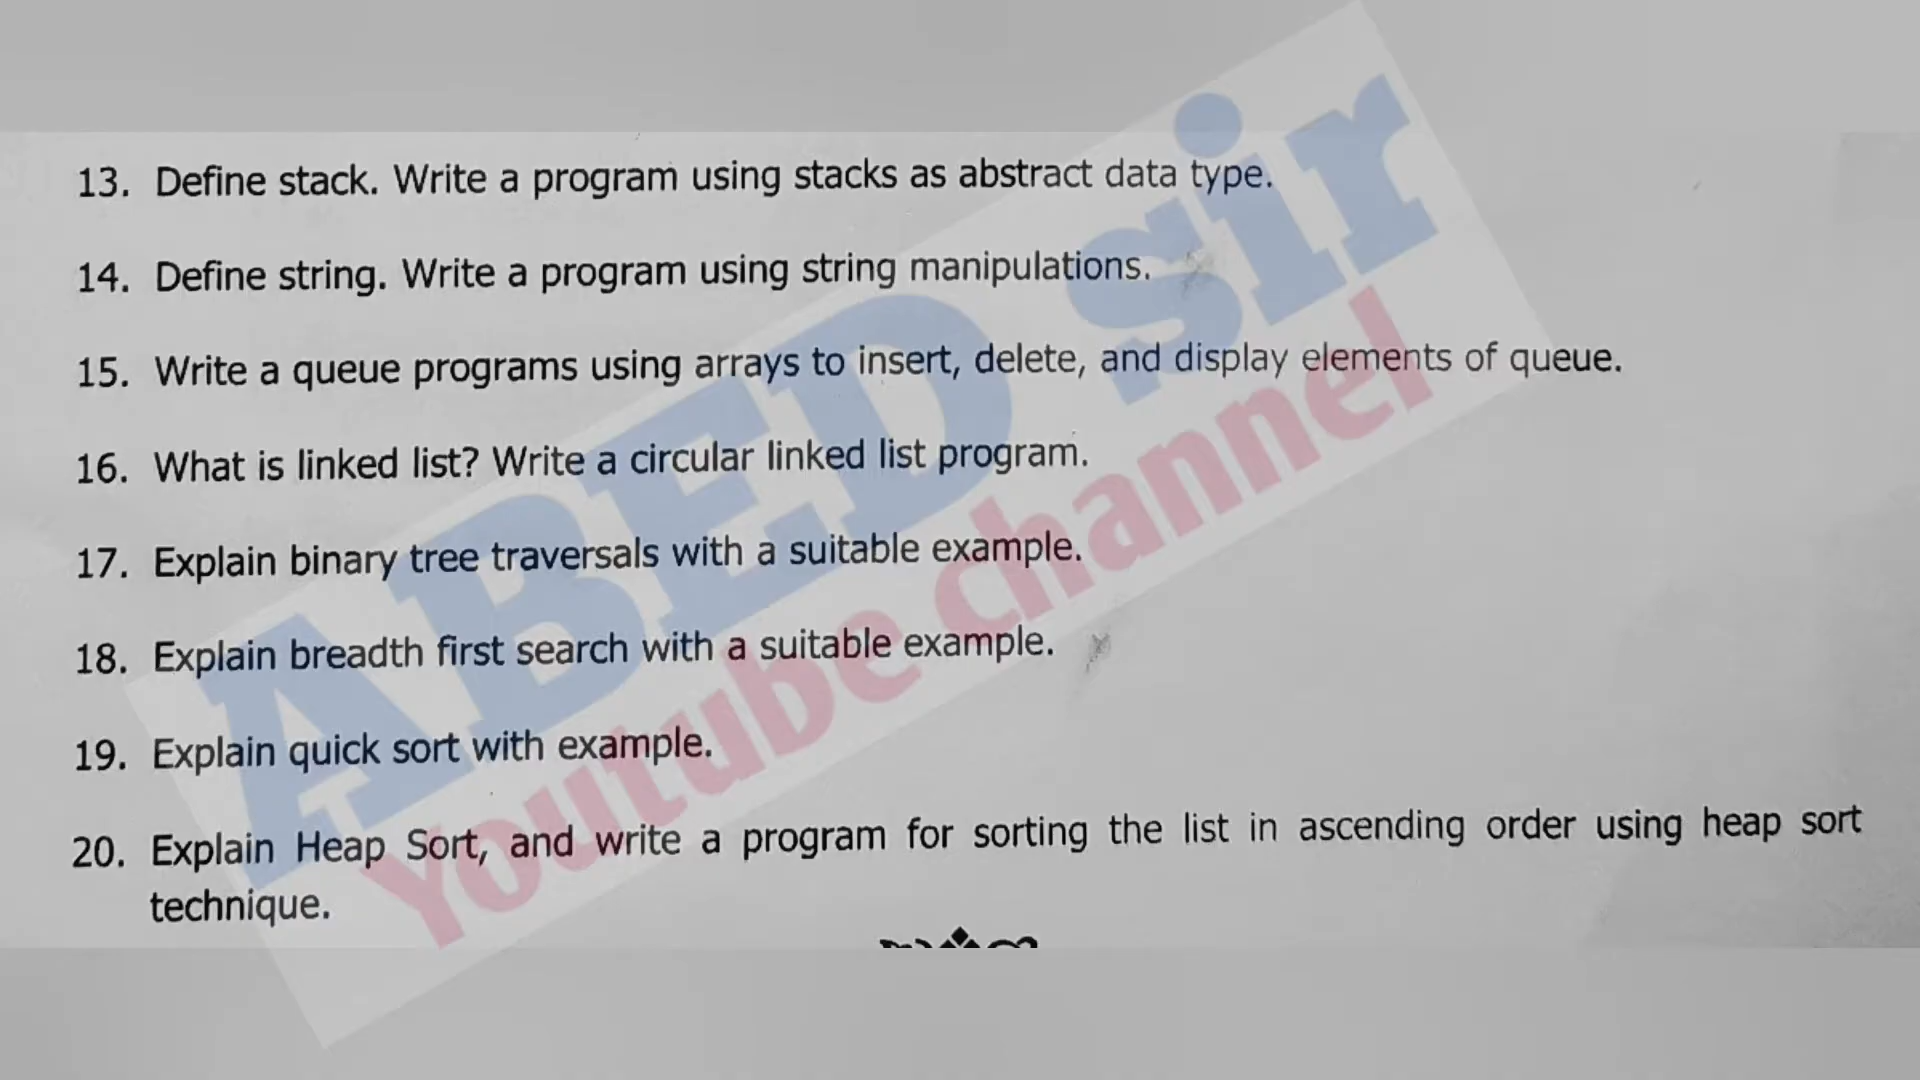 13. Define stack. Write a program using stacks as abstract data type.
14. Define string. Write a program using string manipulations.
15. Write a queue programs using arrays to insert, delete, and display elements of queue.
16. What is linked list? Write a circular linked list program.
17. Explain binary tree traversals with a suitable example.
18. Explain breadth first search with a suitable example.
19. Explain quick sort with example.
20. Explain Heap Sort, and write a program for sorting the list in ascending order using heap sort
technique.
ABED sir
Youtube channel